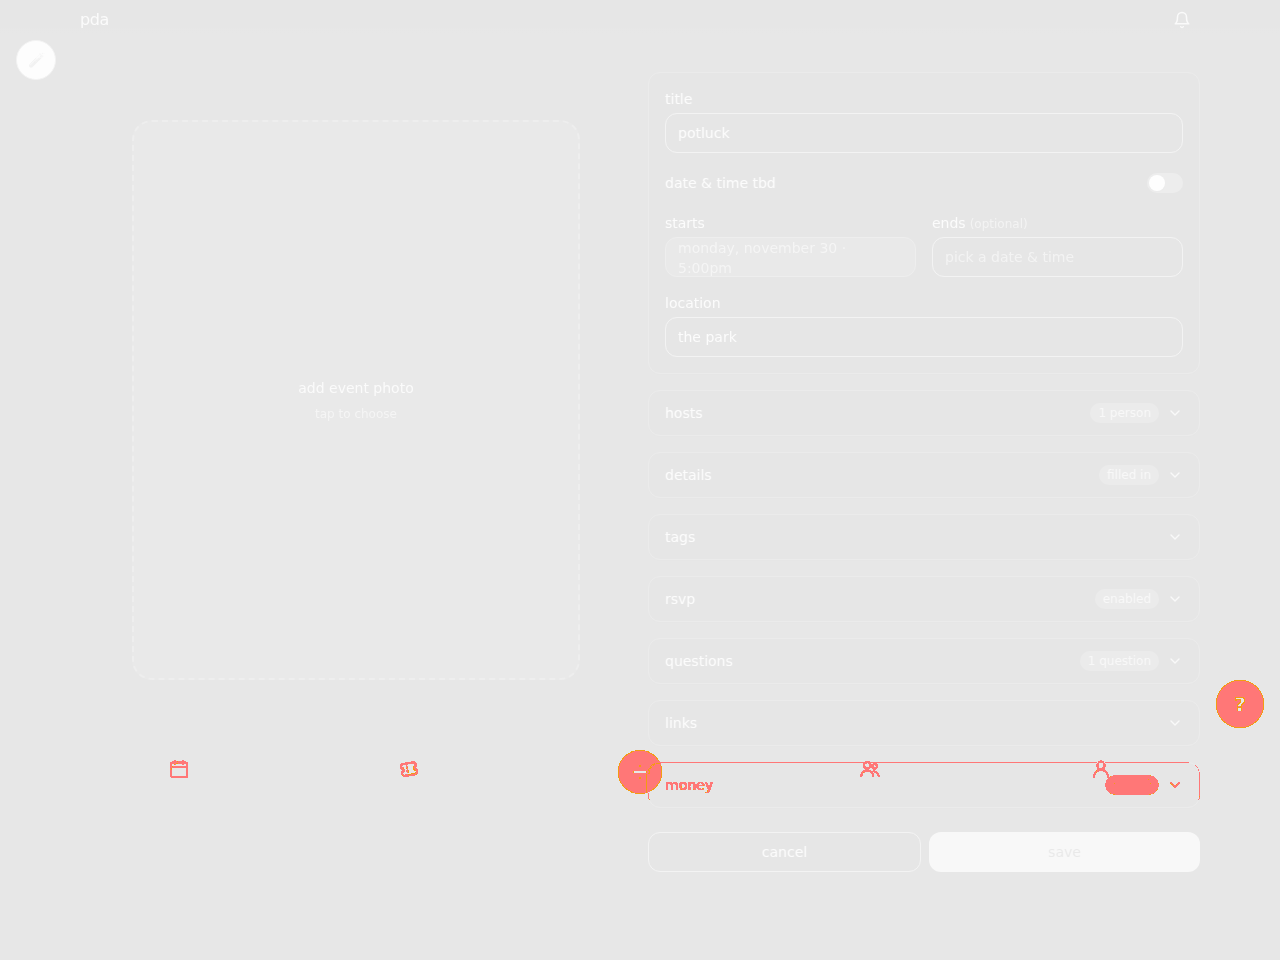 pda
title
potluck
date & time tbd
starts
ends (optional)
monday, november 30 ·
5:00pm
pick a date & time
location
the park
add event photo
tap to choose
hosts
1 person
details
filled in
tags
rsvp
enabled
questions
1 question
links
?
money
cancel
save